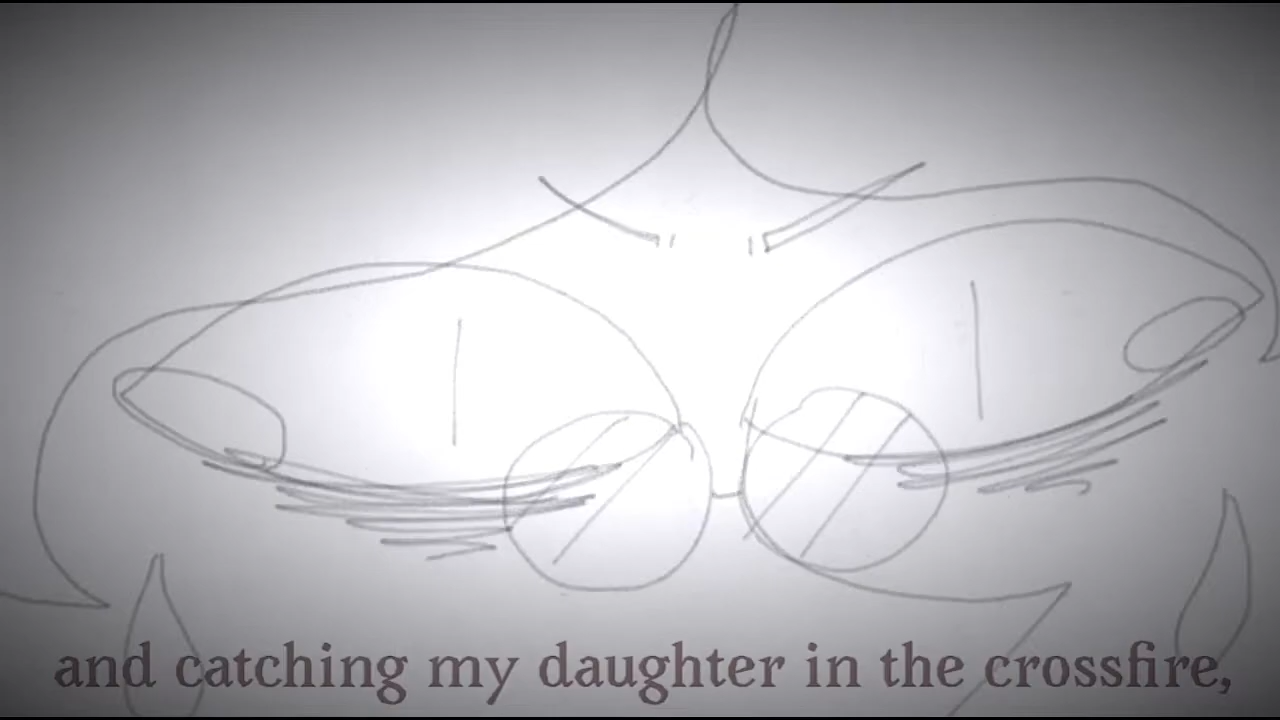 and catching my daughter in the crossfire,